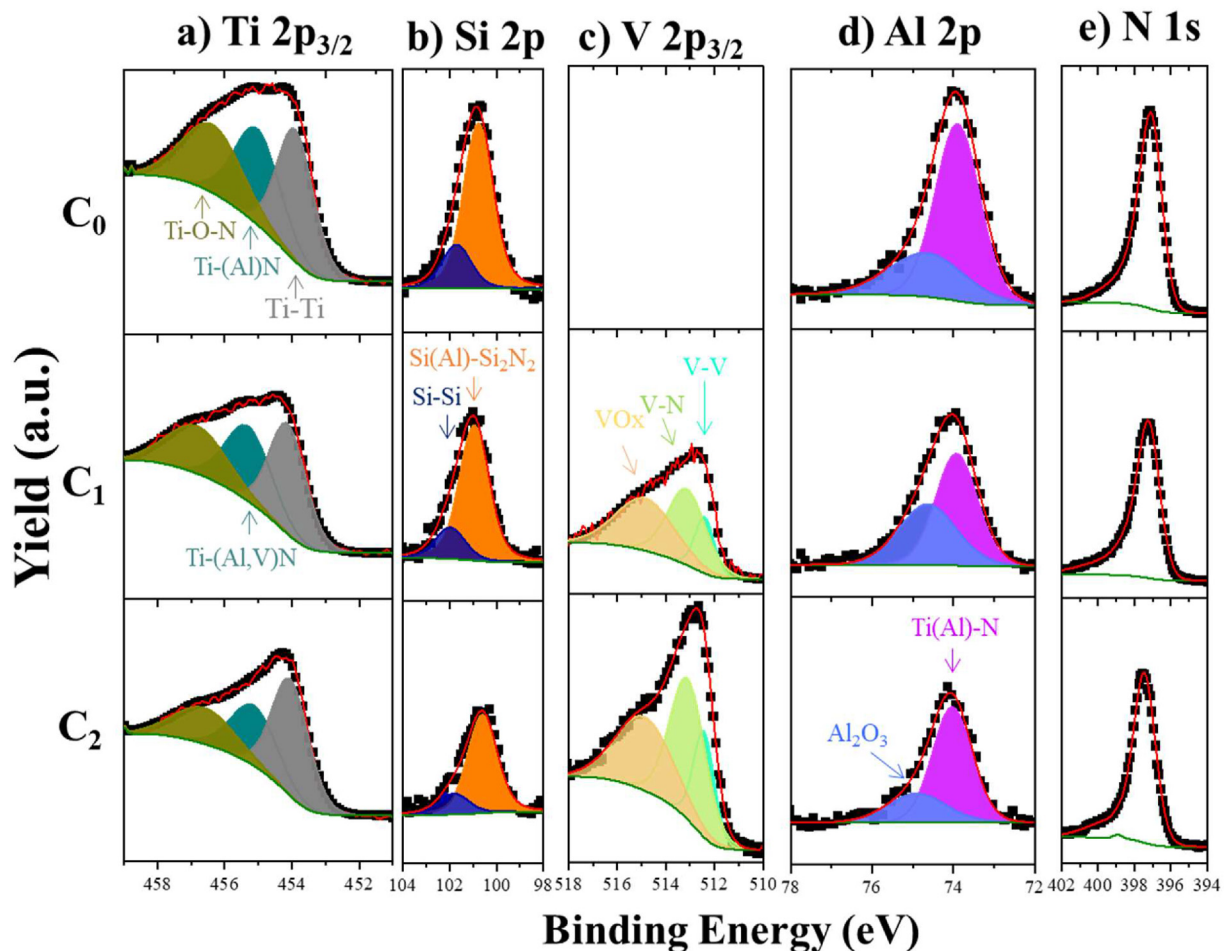 a) Ti 2p3/2
b) Si 2p
c) V 2p3/2
d) Al 2p
e) N 1s
C0
Ti-O-N
Ti-(Al)N
Ti-Ti
C1
Ti-(Al,V)N
Si(Al)-Si2N2
Si-Si
VOx
V-N
V-V
C2
Ti(Al)-N
Al2O3
Yield (a.u.)
458 456 454 452
104 102 100 98
518 516 514 512 510
78 76 74 72
402 400 398 396 394
Binding Energy (eV)